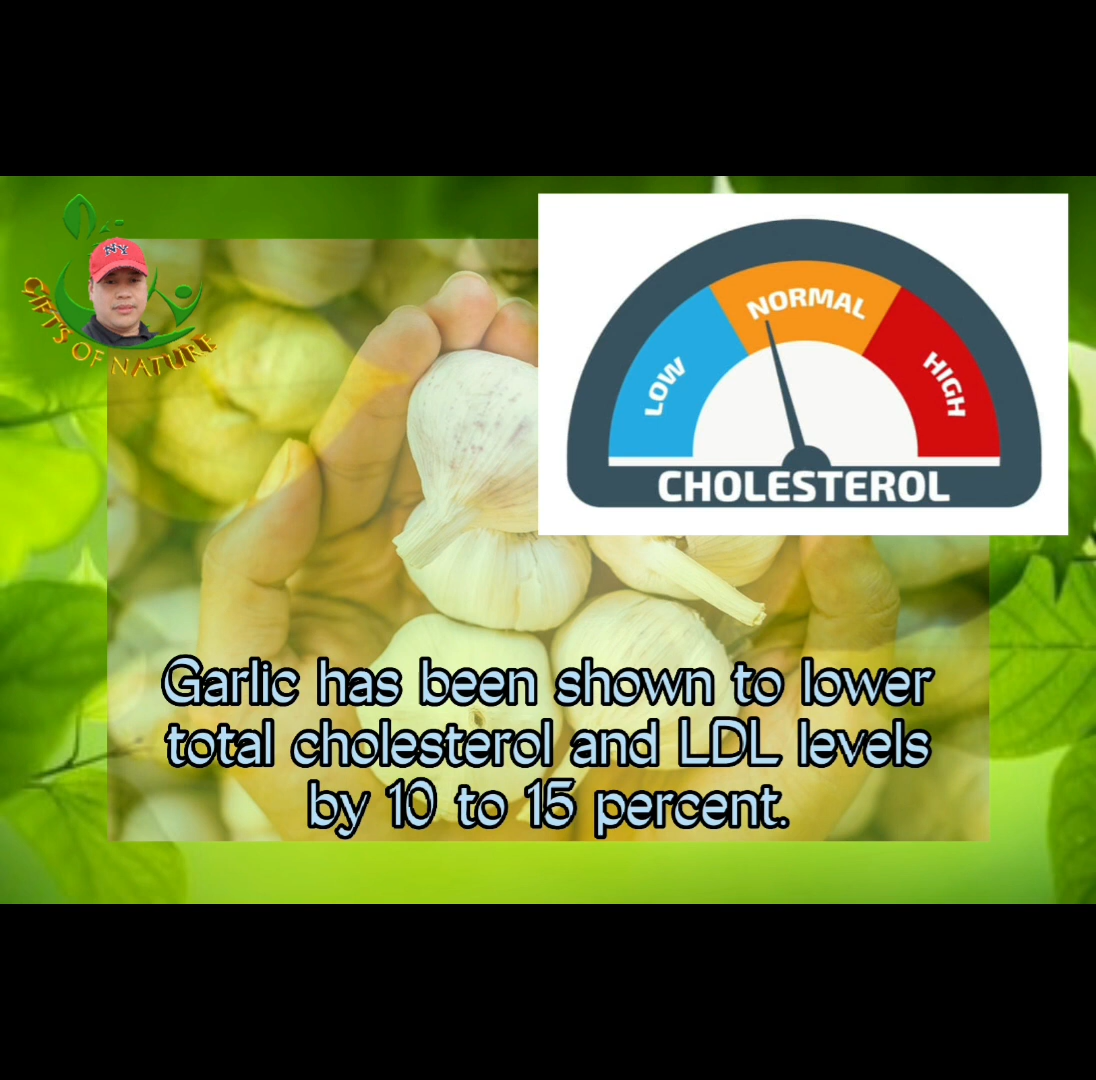 NY
GIFTS OF NATURE
LOW
NORMAL
HIGH
CHOLESTEROL
Garlic has been shown to lower
total cholesterol and LDL levels
by 10 to 15 percent.